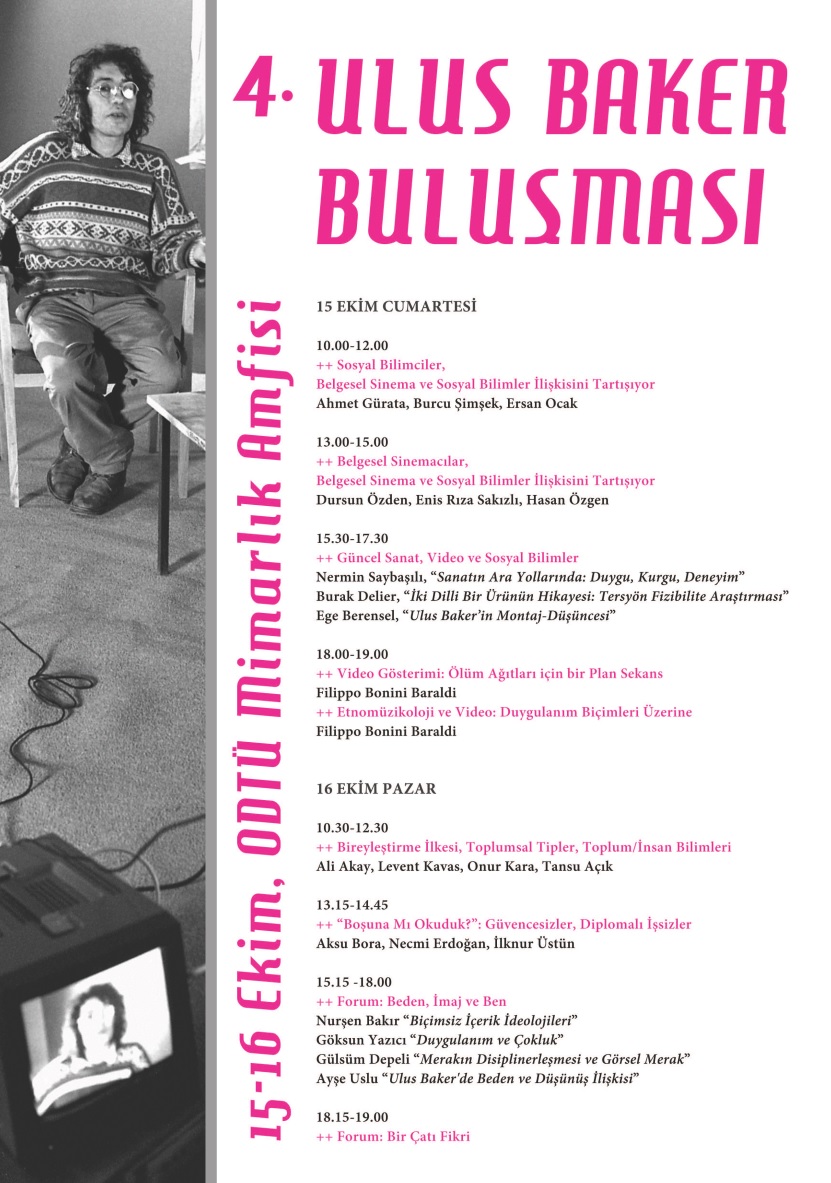 4. ULUS BAKER
BULUŞMASI
15-16 Ekim, ODTÜ Mimarlık Amfisi
15 EKİM CUMARTESİ
10.00-12.00
++ Sosyal Bilimciler,
Belgesel Sinema ve Sosyal Bilimler İlişkisini Tartışıyor
Ahmet Gürata, Burcu Şimşek, Ersan Ocak
13.00-15.00
++ Belgesel Sinemacılar,
Belgesel Sinema ve Sosyal Bilimler İlişkisini Tartışıyor
Dursun Özden, Enis Rıza Sakızlı, Hasan Özgen
15.30-17.30
++ Güncel Sanat, Video ve Sosyal Bilimler
Nermin Saybaşılı, “Sanatın Ara Yollarında: Duygu, Kurgu, Deneyim”
Burak Delier, “İki Dilli Bir Ürünün Hikayesi: Tersyön Fizibilite Araştırması”
Ege Berensel, “Ulus Baker’in Montaj-Düşüncesi”
18.00-19.00
++ Video Gösterimi: Ölüm Ağıtları için bir Plan Sekans
Filippo Bonini Baraldi
++ Etnomüzikoloji ve Video: Duygulanım Biçimleri Üzerine
Filippo Bonini Baraldi
16 EKİM PAZAR
10.30-12.30
++ Bireyleştirme İlkesi, Toplumsal Tipler, Toplum/İnsan Bilimleri
Ali Akay, Levent Kavas, Onur Kara, Tansu Açık
13.15-14.45
++ “Boşuna Mı Okuduk?”: Güvencesizler, Diplomalı İşsizler
Aksu Bora, Necmi Erdoğan, İlknur Üstün
15.15 -18.00
++ Forum: Beden, İmaj ve Ben
Nurşen Bakır “Biçimsiz İçerik İdeolojileri”
Göksun Yazıcı “Duygulanım ve Çokluk”
Gülsüm Depeli “Merakın Disiplinerleşmesi ve Görsel Merak”
Ayşe Uslu “Ulus Baker'de Beden ve Düşünüş İlişkisi”
18.15-19.00
++ Forum: Bir Çatı Fikri